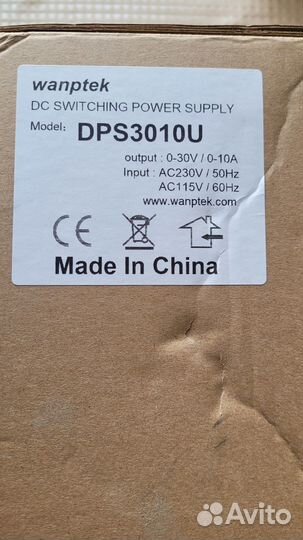 wanptek
DC SWITCHING POWER SUPPLY
Model: DPS3010U
output : 0-30V / 0-10A
Input : AC230V / 50Hz
AC115V / 60Hz
www.wanptek.com
CE
Made In China
Avito